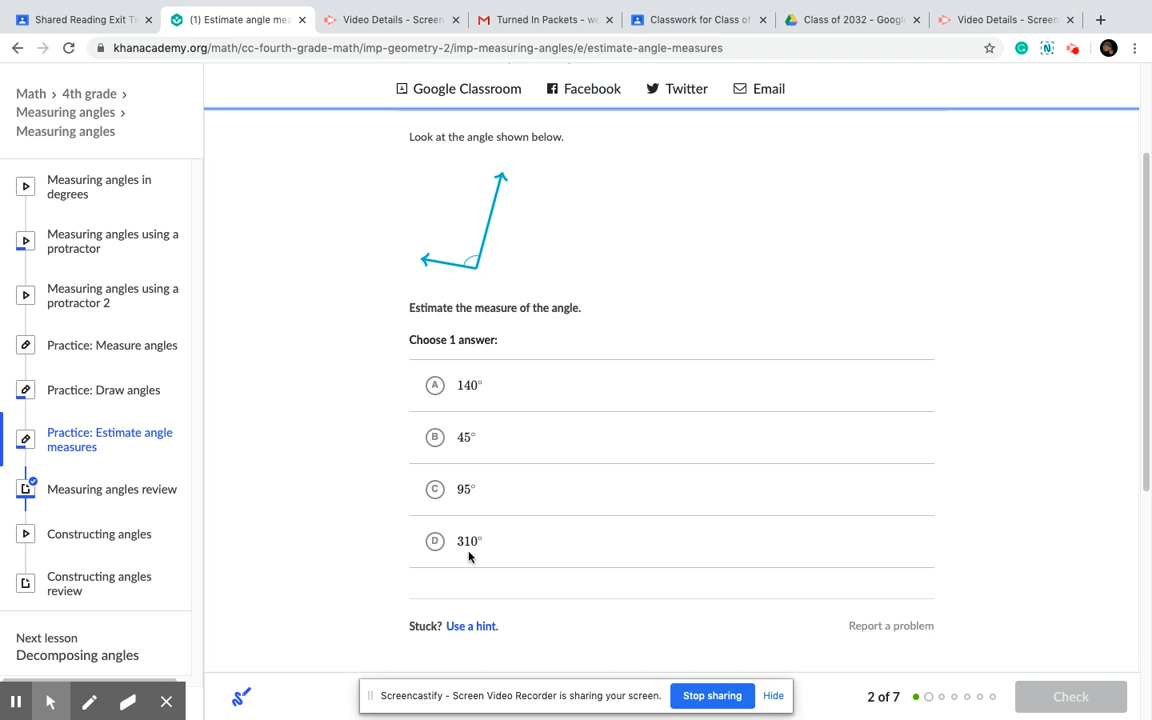 Shared Reading Exit Ti
(1) Estimate angle mea
Video Details - Screen
Turned In Packets - we
Classwork for Class of
Class of 2032 - Google
Video Details - Screen
khanacademy.org/math/cc-fourth-grade-math/imp-geometry-2/imp-measuring-angles/e/estimate-angle-measures
Math > 4th grade >
Measuring angles >
Measuring angles
Measuring angles in
degrees
Measuring angles using a
protractor
Measuring angles using a
protractor 2
Practice: Measure angles
Practice: Draw angles
Practice: Estimate angle
measures
Measuring angles review
Constructing angles
Constructing angles
review
Next lesson
Decomposing angles
Google Classroom
Facebook
Twitter
Email
Look at the angle shown below.
Estimate the measure of the angle.
Choose 1 answer:
A 140°
B 45°
C 95°
D 310°
Stuck? Use a hint.
Report a problem
Screencastify - Screen Video Recorder is sharing your screen.
Stop sharing
Hide
2 of 7
Check